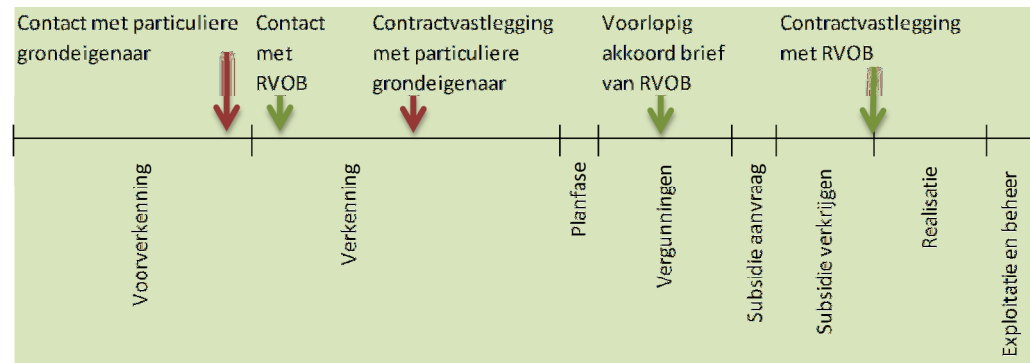 Contact met particuliere
grondeigenaar
Contact
met
RVOB
Contractvastlegging
met particuliere
grondeigenaar
Voorlopig
akkoord brief
van RVOB
Contractvastlegging
met RVOB
Voorverkenning
Verkenning
Planfase
Vergunningen
Subsidie aanvraag
Subsidie verkrijgen
Realisatie
Exploitatie en beheer